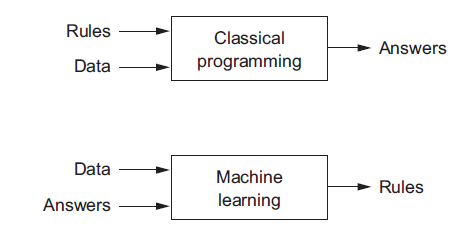 Rules
Data
Classical
programming
Answers
Data
Answers
Machine
learning
Rules